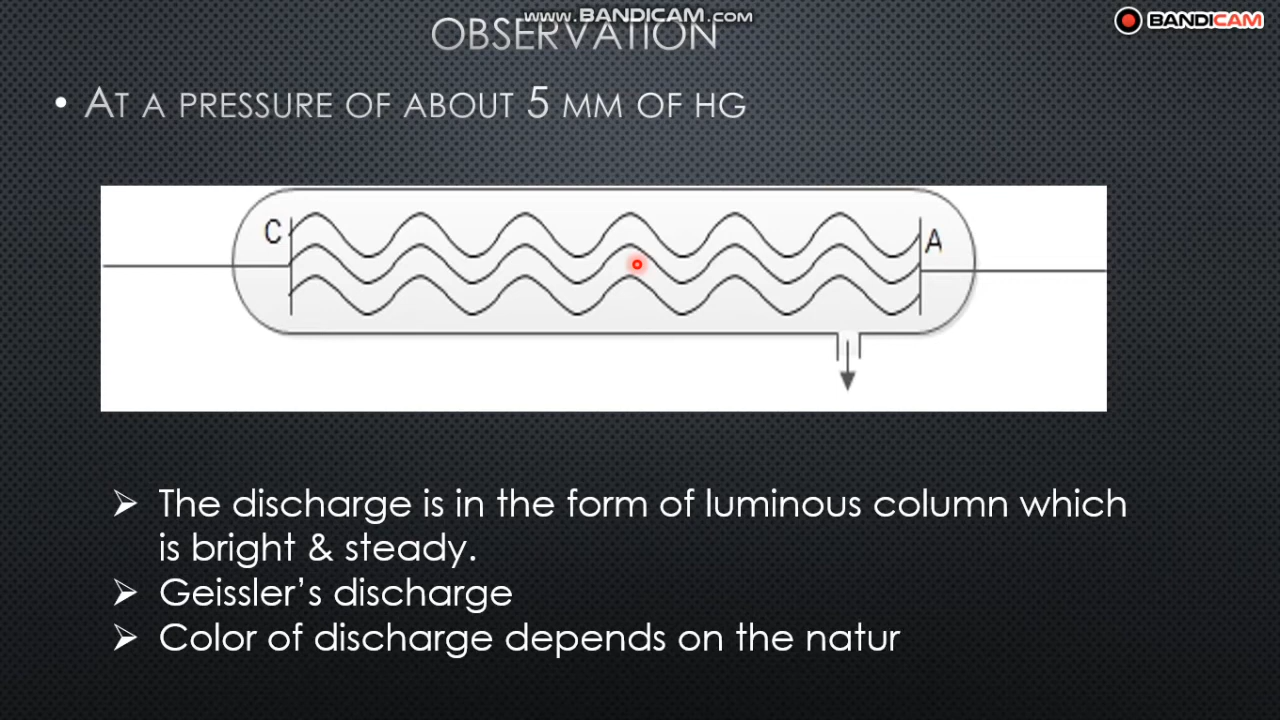 www.BANDICAM.com
BANDICAM
OBSERVATION
• AT A PRESSURE OF ABOUT 5 MM OF HG
C
A
➢ The discharge is in the form of luminous column which
is bright & steady.
➢ Geissler’s discharge
➢ Color of discharge depends on the natur